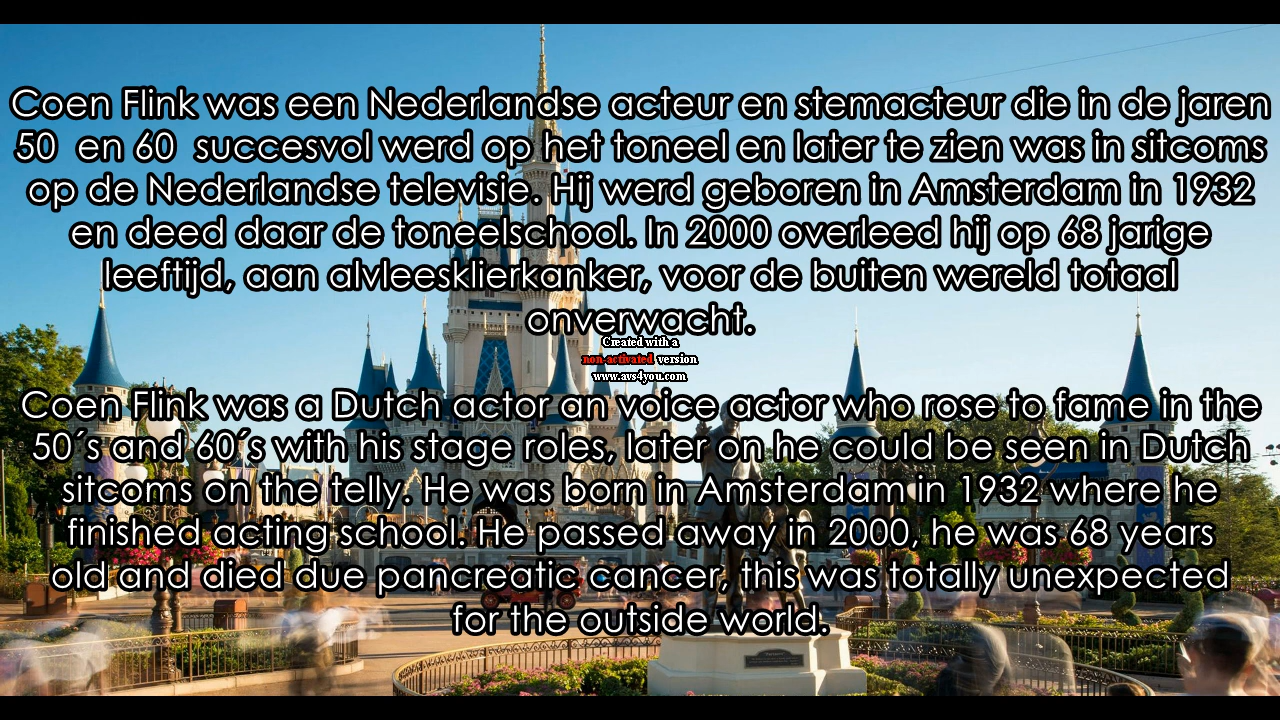 Coen Flink was een Nederlandse acteur en stemacteur die in de jaren
50 en 60 succesvol werd op het toneel en later te zien was in sitcoms
op de Nederlandse televisie. Hij werd geboren in Amsterdam in 1932
en deed daar de toneelschool. In 2000 overleed hij op 68 jarige
leeftijd, aan alvleesklierkanker, voor de buiten wereld totaal
onverwacht.
Created with a
non-activated version
www.avs4you.com
Coen Flink was a Dutch actor an voice actor who rose to fame in the
50´s and 60´s with his stage roles, later on he could be seen in Dutch
sitcoms on the telly. He was born in Amsterdam in 1932 where he
finished acting school. He passed away in 2000, he was 68 years
old and died due pancreatic cancer, this was totally unexpected
for the outside world.